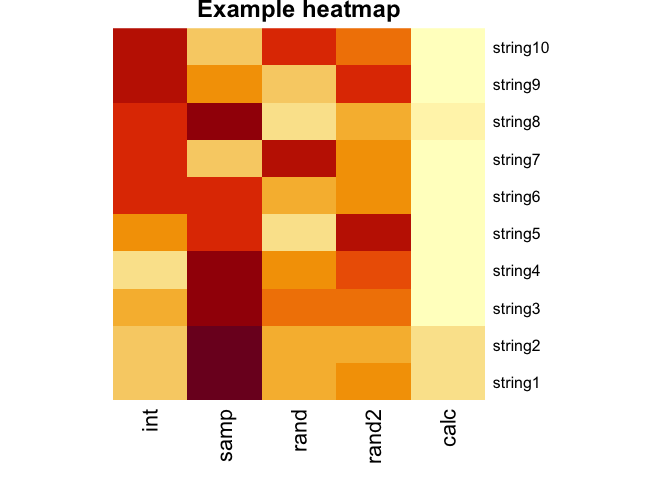 Example heatmap
string10
string9
string8
string7
string6
string5
string4
string3
string2
string1
int
samp
rand
rand2
calc